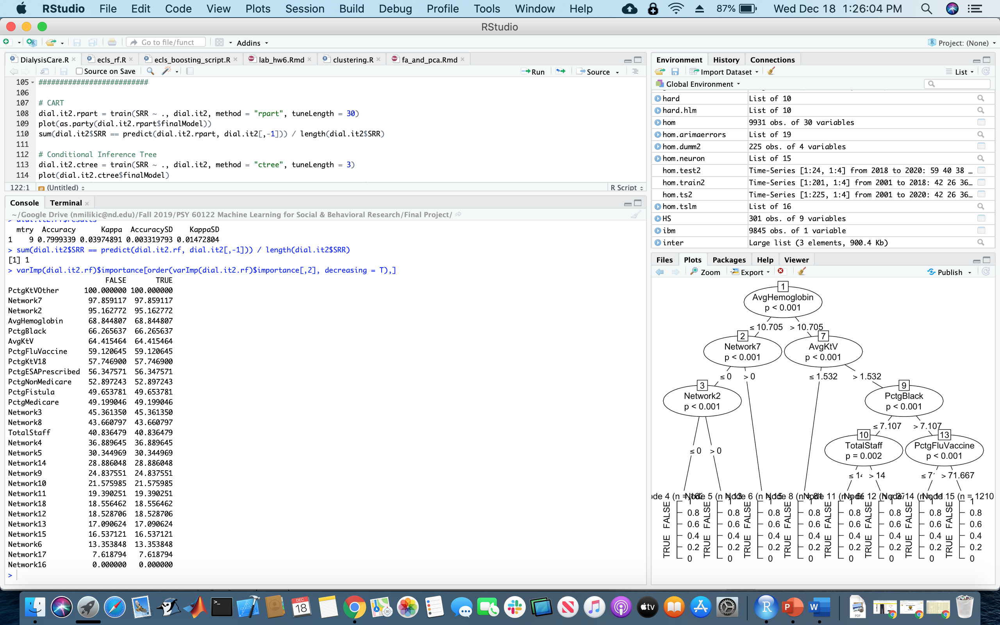 RStudio File Edit Code View Plots Session Build Debug Profile Tools Window Help 87% Wed Dec 18 1:26:04 PM
RStudio
Go to file/funct Addins Project: (None)
DialysisCare.R ecls_rf.R ecls_boosting_script.R lab_hw6.Rmd clustering.R fa_and_pca.Rmd
Source on Save Run Source
105 ##########################
106
107 # CART
108 dial.it2.rpart = train(SRR ~ ., dial.it2, method = "rpart", tuneLength = 30)
109 plot(as.party(dial.it2.rpart$finalModel))
110 sum(dial.it2$SRR == predict(dial.it2.rpart, dial.it2[,-1])) / length(dial.it2$SRR)
111
112 # Conditional Inference Tree
113 dial.it2.ctree = train(SRR ~ ., dial.it2, method = "ctree", tuneLength = 3)
114 plot(dial.it2.ctree$finalModel)
122:1 # (Untitled) R Script
Console Terminal
~/Google Drive (nmilikic@nd.edu)/Fall 2019/PSY 60122 Machine Learning for Social & Behavioral Research/Final Project/
> dial.it2.rf$results
mtry Accuracy Kappa AccuracySD KappaSD
1 9 0.7999339 0.03974891 0.003319793 0.01472804
> sum(dial.it2$SRR == predict(dial.it2.rf, dial.it2[,-1])) / length(dial.it2$SRR)
[1] 1
> varImp(dial.it2.rf)$importance[order(varImp(dial.it2.rf)$importance[,2], decreasing = T),]
FALSE TRUE
PctgKtVOther 100.000000 100.000000
Network7 97.859117 97.859117
Network2 95.162772 95.162772
AvgHemoglobin 68.844807 68.844807
PctgBlack 66.265637 66.265637
AvgKtV 64.415464 64.415464
PctgFluVaccine 59.120645 59.120645
PctgKtV18 57.746900 57.746900
PctgESAPrescribed 56.347571 56.347571
PctgNonMedicare 52.897243 52.897243
PctgFistula 49.653781 49.653781
PctgMedicare 49.199046 49.199046
Network3 45.361350 45.361350
Network8 43.660797 43.660797
TotalStaff 40.836479 40.836479
Network4 36.889645 36.889645
Network5 30.344969 30.344969
Network14 28.886048 28.886048
Network9 24.837551 24.837551
Network10 21.575985 21.575985
Network11 19.390251 19.390251
Network18 18.556462 18.556462
Network12 18.528706 18.528706
Network13 17.090624 17.090624
Network15 16.537121 16.537121
Network6 13.353848 13.353848
Network17 7.618794 7.618794
Network16 0.000000 0.000000
>
Environment History Connections
Import Dataset List
Global Environment
hard List of 10
hard.hlm List of 10
hom 9931 obs. of 30 variables
hom.arimaerrors List of 19
hom.dumm2 225 obs. of 4 variables
hom.neuron List of 15
hom.test2 Time-Series [1:24, 1:4] from 2018 to 2020: 59 40 38 …
hom.train2 Time-Series [1:201, 1:4] from 2001 to 2018: 42 26 36…
hom.ts2 Time-Series [1:225, 1:4] from 2001 to 2020: 42 26 36…
hom.tslm List of 16
HS 301 obs. of 9 variables
ibm 9845 obs. of 1 variable
inter Large list (3 elements, 900.4 Kb)
Files Plots Packages Help Viewer
Zoom Export Publish
1
AvgHemoglobin
p < 0.001
≤ 10.705 > 10.705
2 7
Network7 AvgKtV
p < 0.001 p < 0.001
≤ 0 > 0 ≤ 1.532 > 1.532
3 9
Network2 PctgBlack
p < 0.001 p < 0.001
≤ 7.107 > 7.107
10 13
TotalStaff PctgFluVaccine
≤ 0 > 0
p = 0.002 p < 0.001
> 14 > 71.667
1 1 1 1 1 1 1 1
0.8 0.8 0.8 0.8 0.8 0.8 0.8 0.8
0.6 0.6 0.6 0.6 0.6 0.6 0.6 0.6
0.4 0.4 0.4 0.4 0.4 0.4 0.4 0.4
0.2 0.2 0.2 0.2 0.2 0.2 0.2 0.2
0 0 0 0 0 0 0 0
TRUE FALSE TRUE FALSE TRUE FALSE TRUE FALSE TRUE FALSE TRUE FALSE TRUE FALSE TRUE FALSE
DEC
18
3D
tv
R
P
W
PDF